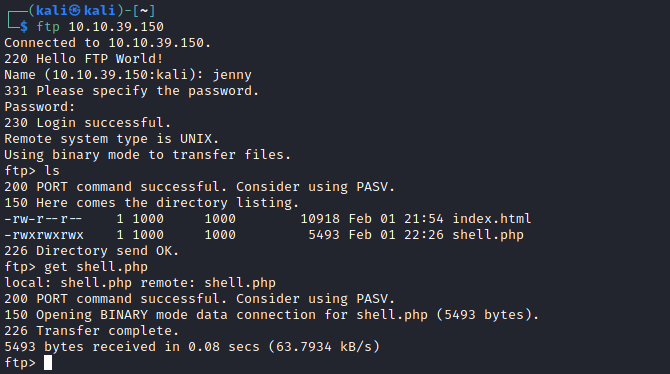 ┌──(kali㉿kali)-[~]
└─$ ftp 10.10.39.150
Connected to 10.10.39.150.
220 Hello FTP World!
Name (10.10.39.150:kali): jenny
331 Please specify the password.
Password:
230 Login successful.
Remote system type is UNIX.
Using binary mode to transfer files.
ftp> ls
200 PORT command successful. Consider using PASV.
150 Here comes the directory listing.
-rw-r--r--    1 1000     1000        10918 Feb 01 21:54 index.html
-rwxrwxrwx    1 1000     1000         5493 Feb 01 22:26 shell.php
226 Directory send OK.
ftp> get shell.php
local: shell.php remote: shell.php
200 PORT command successful. Consider using PASV.
150 Opening BINARY mode data connection for shell.php (5493 bytes).
226 Transfer complete.
5493 bytes received in 0.08 secs (63.7934 kB/s)
ftp>